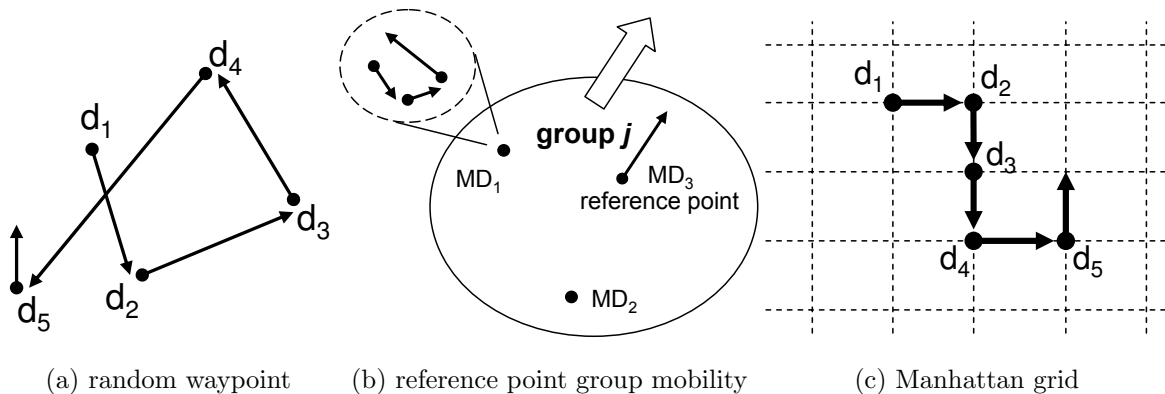 d₁
d₂
d₃
d₄
d₅
group j
MD₁
MD₃
reference point
MD₂
d₁
d₂
d₃
d₄
d₅
(a) random waypoint
(b) reference point group mobility
(c) Manhattan grid